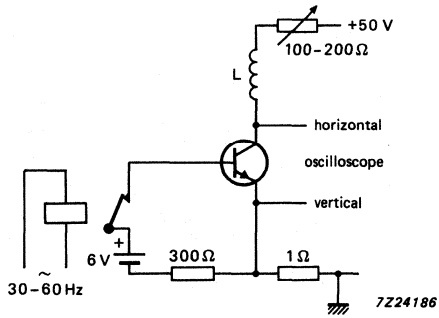 +50 V
100–200Ω
L
horizontal
oscilloscope
vertical
+
6 V
300Ω
1Ω
~
30–60 Hz
7Z24186